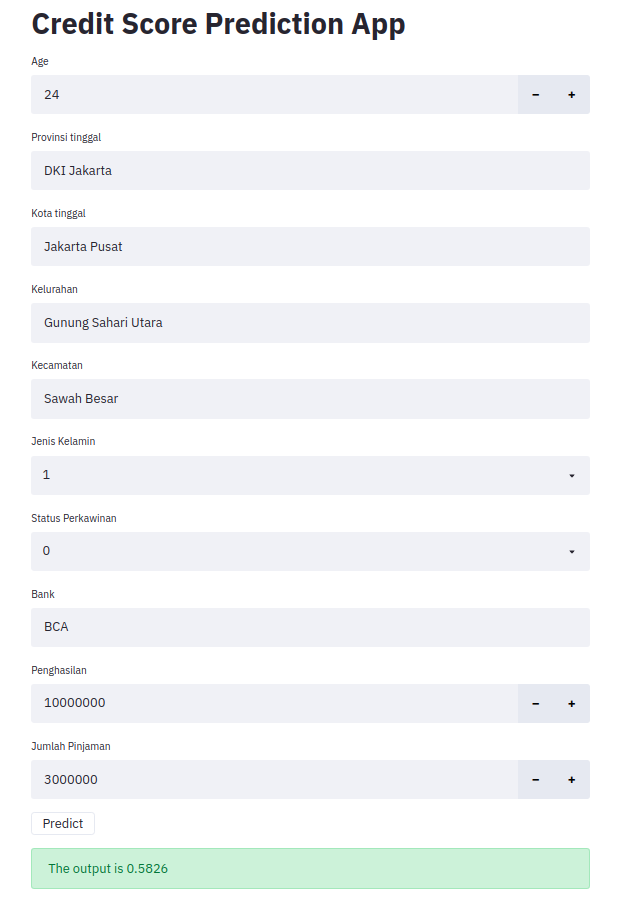 Credit Score Prediction App
Age
24
Provinsi tinggal
DKI Jakarta
Kota tinggal
Jakarta Pusat
Kelurahan
Gunung Sahari Utara
Kecamatan
Sawah Besar
Jenis Kelamin
1
Status Perkawinan
0
Bank
BCA
Penghasilan
10000000
Jumlah Pinjaman
3000000
Predict
The output is 0.5826